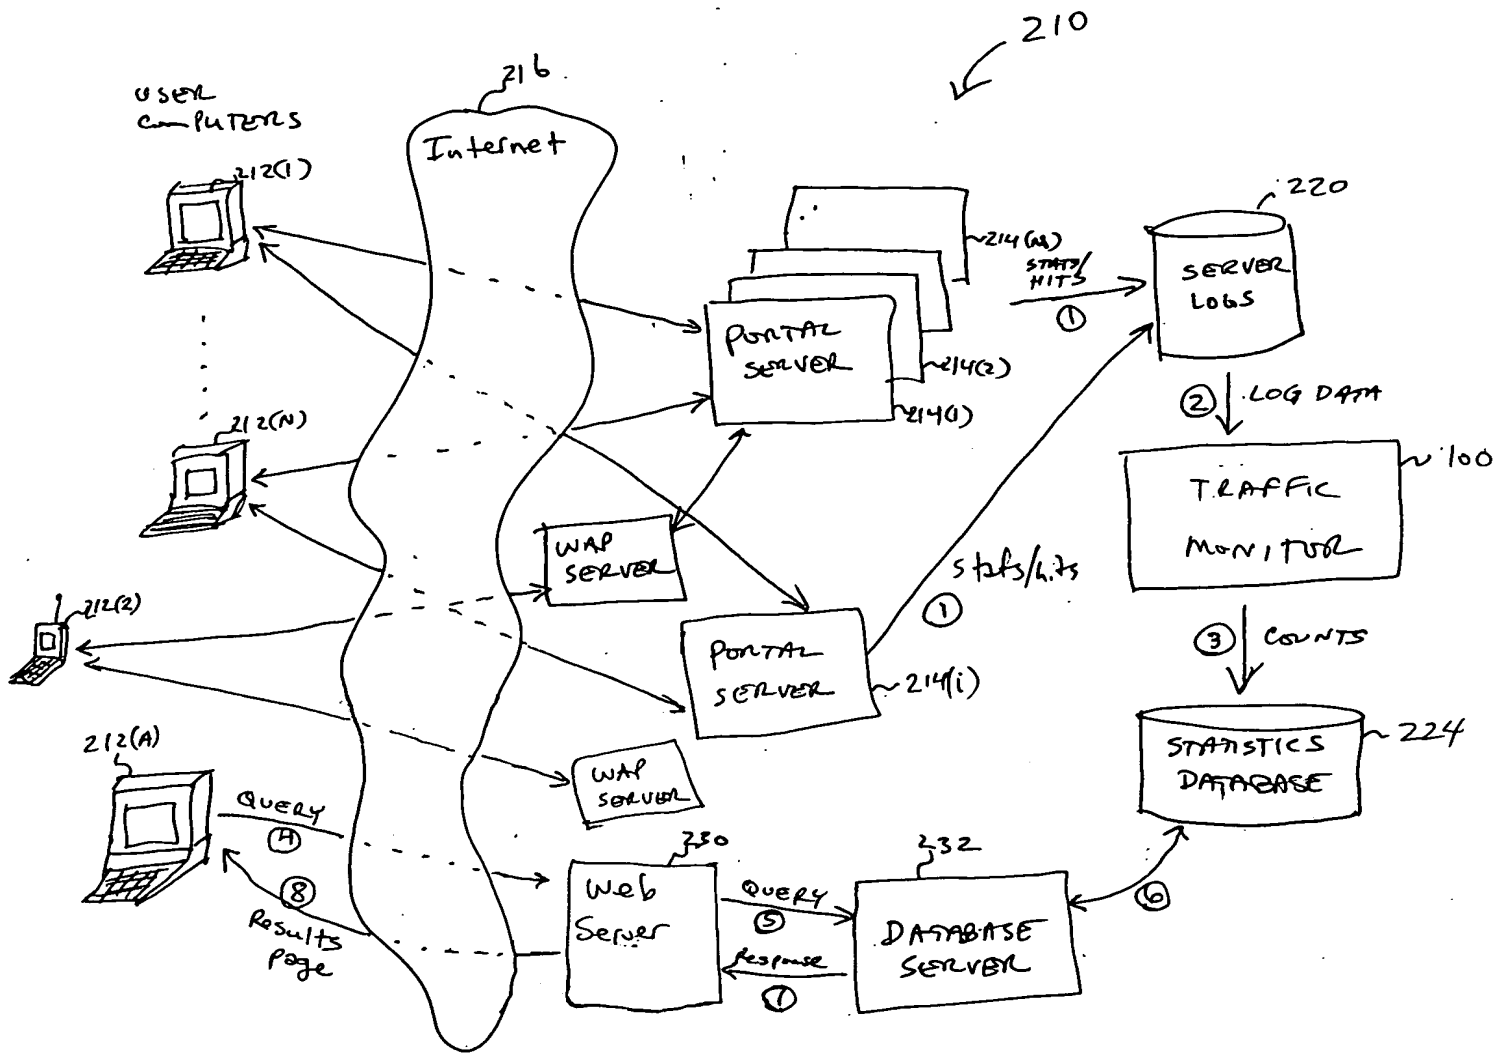 210
216
USER
COMPUTERS
Internet
212(1)
220
214(NS)
STATS/
HITS
1
SERVER
LOGS
PORTAL
SERVER
214(2)
214(1)
2 LOG DATA
212(N)
100
TRAFFIC
MONITOR
WAP
SERVER
stats/hits
1
212(2)
3 COUNTS
PORTAL
SERVER
214(i)
224
STATISTICS
DATABASE
212(A)
WAP
SERVER
QUERY
4
230
232
8
Results
page
Web
Server
QUERY
5
6
DATABASE
SERVER
Response
7